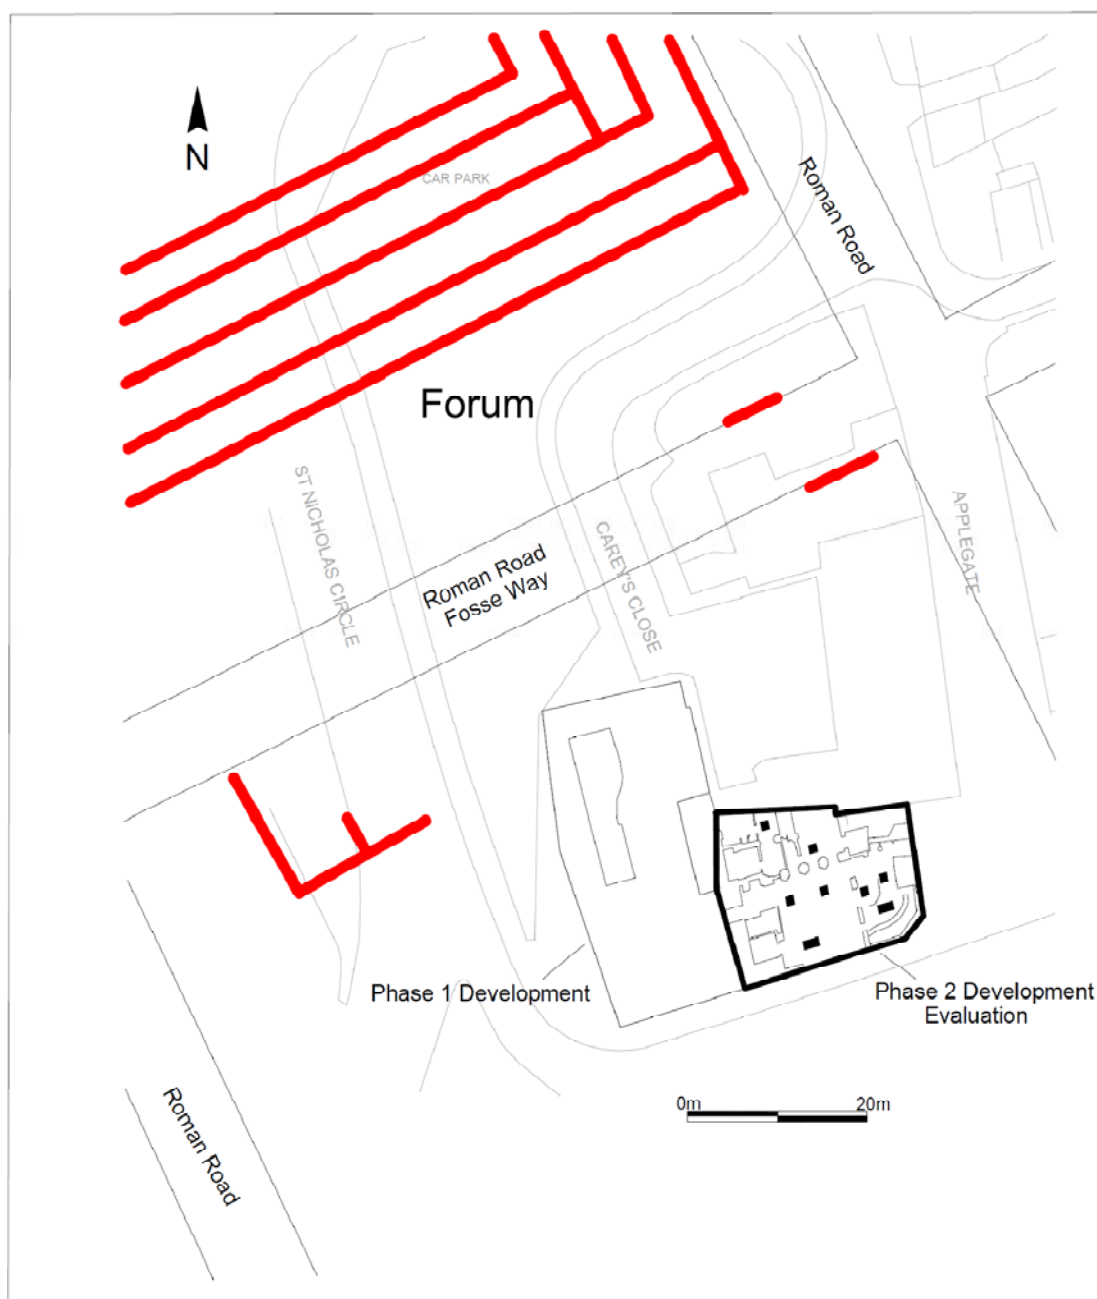 N
CAR PARK
Roman Road
Forum
ST NICHOLAS CIRCLE
Roman Road
Fosse Way
CAREY'S CLOSE
APPLEGATE
Phase 1 Development
Phase 2 Development
Evaluation
Roman Road
0m 20m